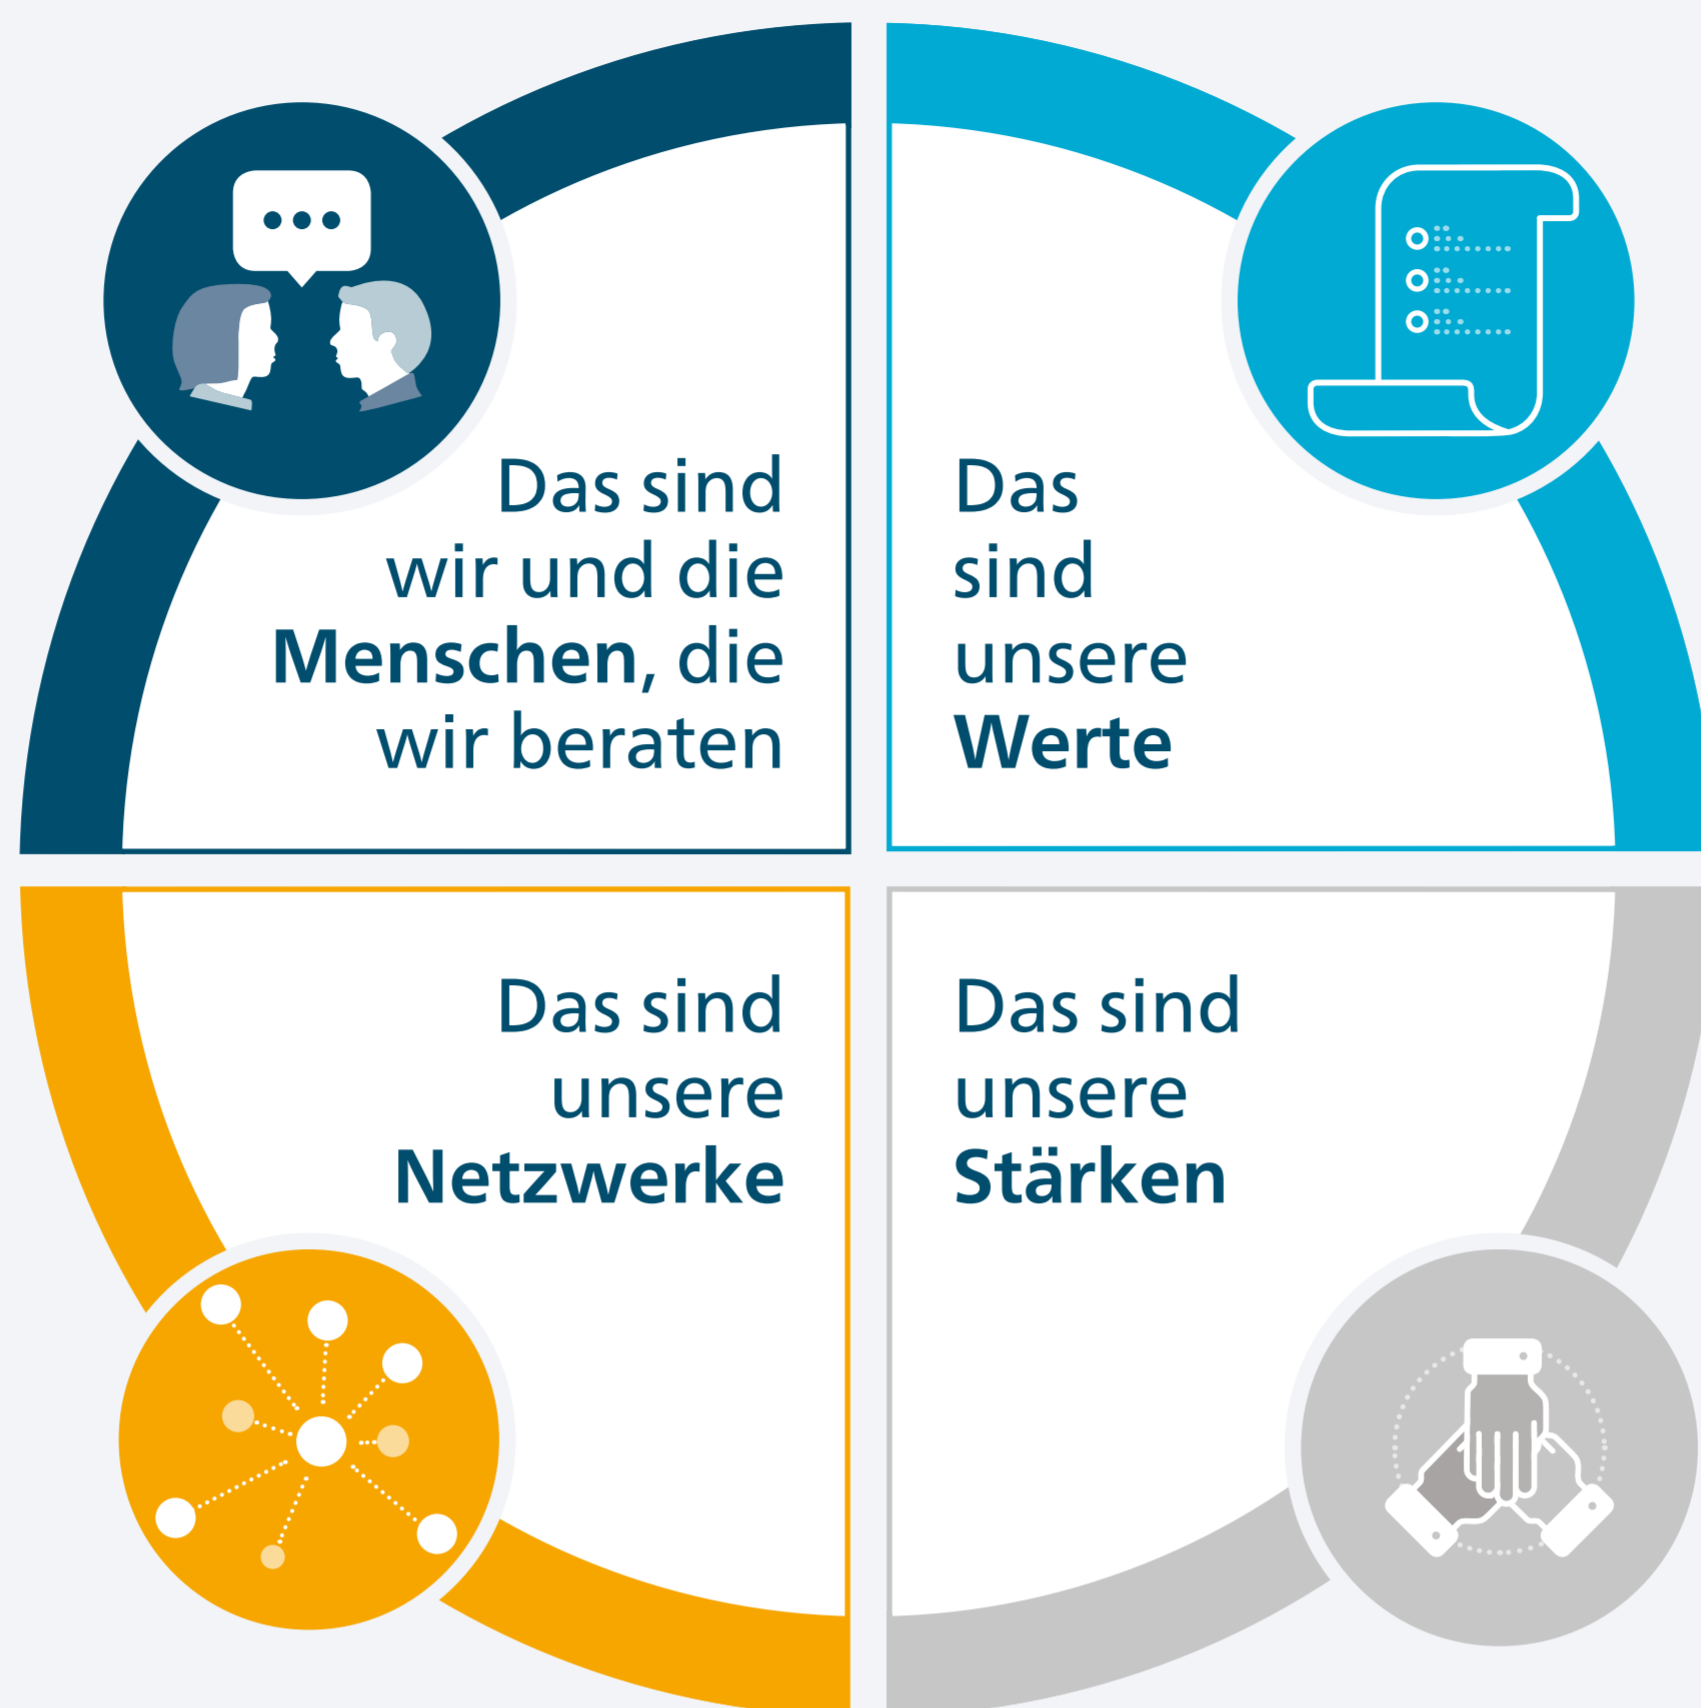 Das sind
wir und die
Menschen, die
wir beraten
Das
sind
unsere
Werte
Das sind
unsere
Netzwerke
Das sind
unsere
Stärken